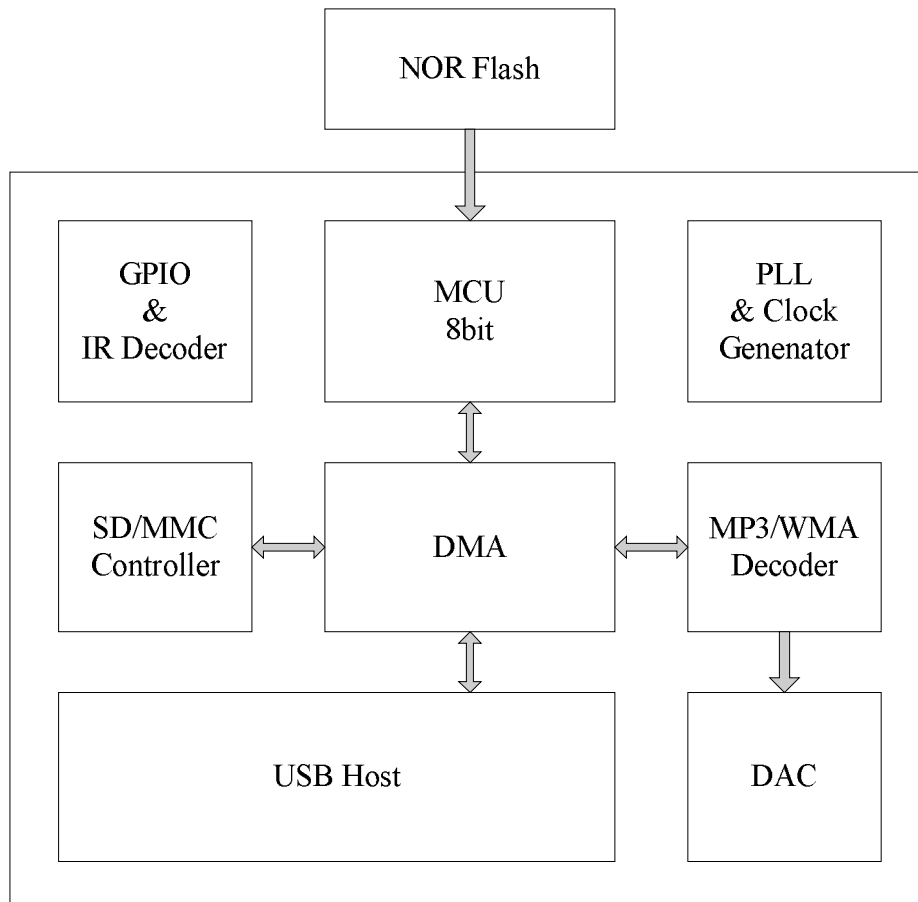 NOR Flash
GPIO
&
IR Decoder
MCU
8bit
PLL
& Clock
Genenator
SD/MMC
Controller
DMA
MP3/WMA
Decoder
USB Host
DAC